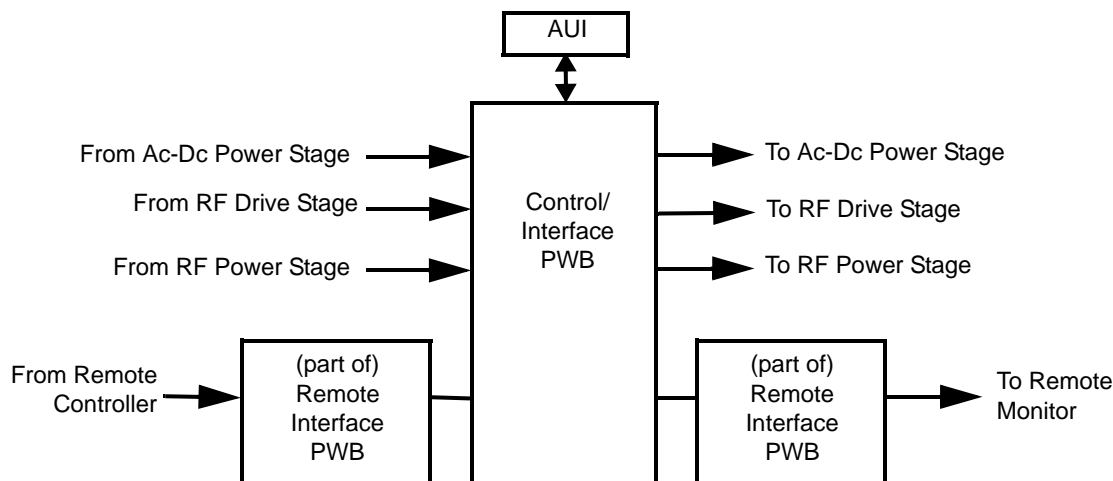 AUI
From Ac-Dc Power Stage
From RF Drive Stage
From RF Power Stage
Control/
Interface
PWB
To Ac-Dc Power Stage
To RF Drive Stage
To RF Power Stage
From Remote
Controller
(part of)
Remote
Interface
PWB
(part of)
Remote
Interface
PWB
To Remote
Monitor